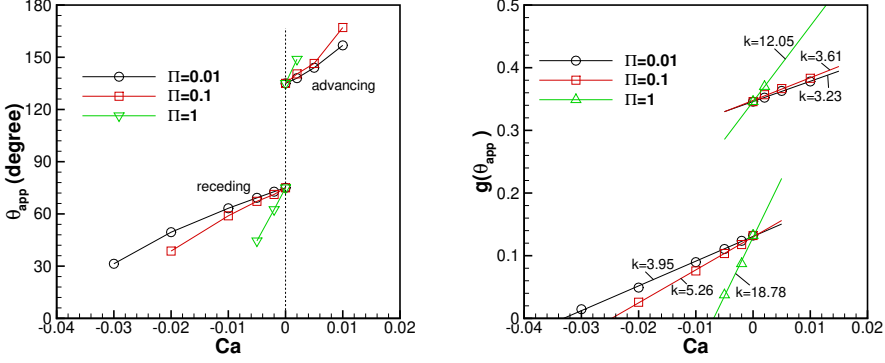 180
150
120
90
60
30
0
θapp (degree)
Π=0.01
Π=0.1
Π=1
advancing
receding
-0.04 -0.03 -0.02 -0.01 0 0.01 0.02
Ca
0.4
0.3
0.2
0.1
0
g(θapp)
Π=0.01
Π=0.1
Π=1
k=12.05
k=3.61
k=3.23
k=3.95
k=5.26
k=18.78
-0.04 -0.03 -0.02 -0.01 0 0.01 0.02
Ca